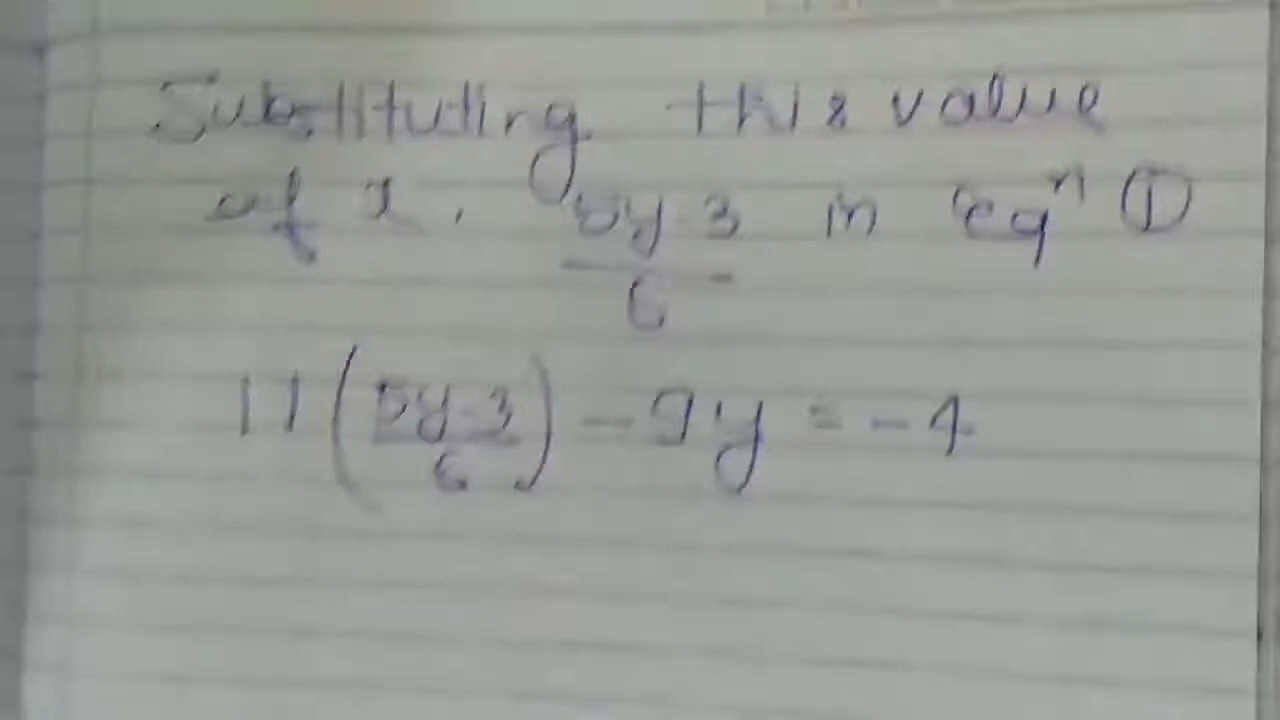 Substituting this value
of x, 5y-3/6 in eqⁿ ①
11(5y-3/6) - 9y = -4